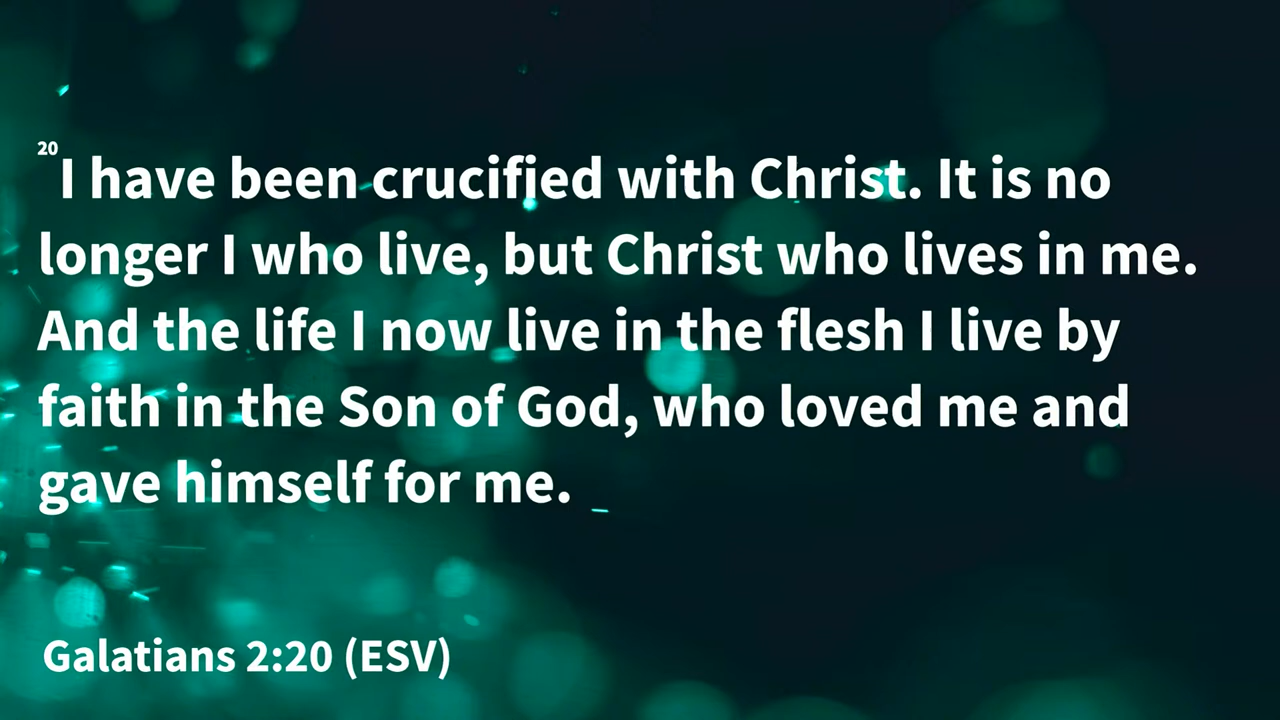 20I have been crucified with Christ. It is no
longer I who live, but Christ who lives in me.
And the life I now live in the flesh I live by
faith in the Son of God, who loved me and
gave himself for me.
Galatians 2:20 (ESV)